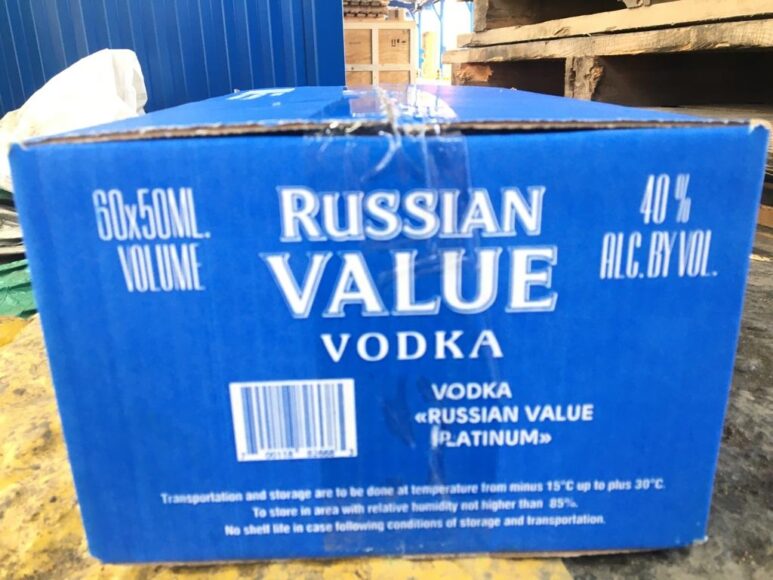 60x50ML.
VOLUME
RUSSIAN
VALUE
VODKA
40 %
ALC. BY VOL.
VODKA
«RUSSIAN VALUE
PLATINUM»
Transportation and storage are to be done at temperature from minus 15°C up to plus 30°C.
To store in area with relative humidity not higher than 85%.
No shelf life in case following conditions of storage and transportation.